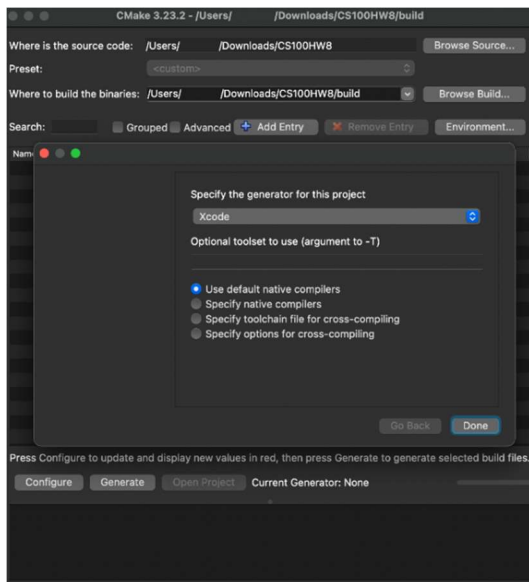 CMake 3.23.2 - /Users/ /Downloads/CS100HW8/build
Where is the source code: /Users/ /Downloads/CS100HW8 Browse Source...
Preset: <custom>
Where to build the binaries: /Users/ /Downloads/CS100HW8/build Browse Build...
Search: Grouped Advanced Add Entry Remove Entry Environment...
Nam
Specify the generator for this project
Xcode
Optional toolset to use (argument to -T)
Use default native compilers
Specify native compilers
Specify toolchain file for cross-compiling
Specify options for cross-compiling
Go Back Done
Press Configure to update and display new values in red, then press Generate to generate selected build files.
Configure Generate Open Project Current Generator: None